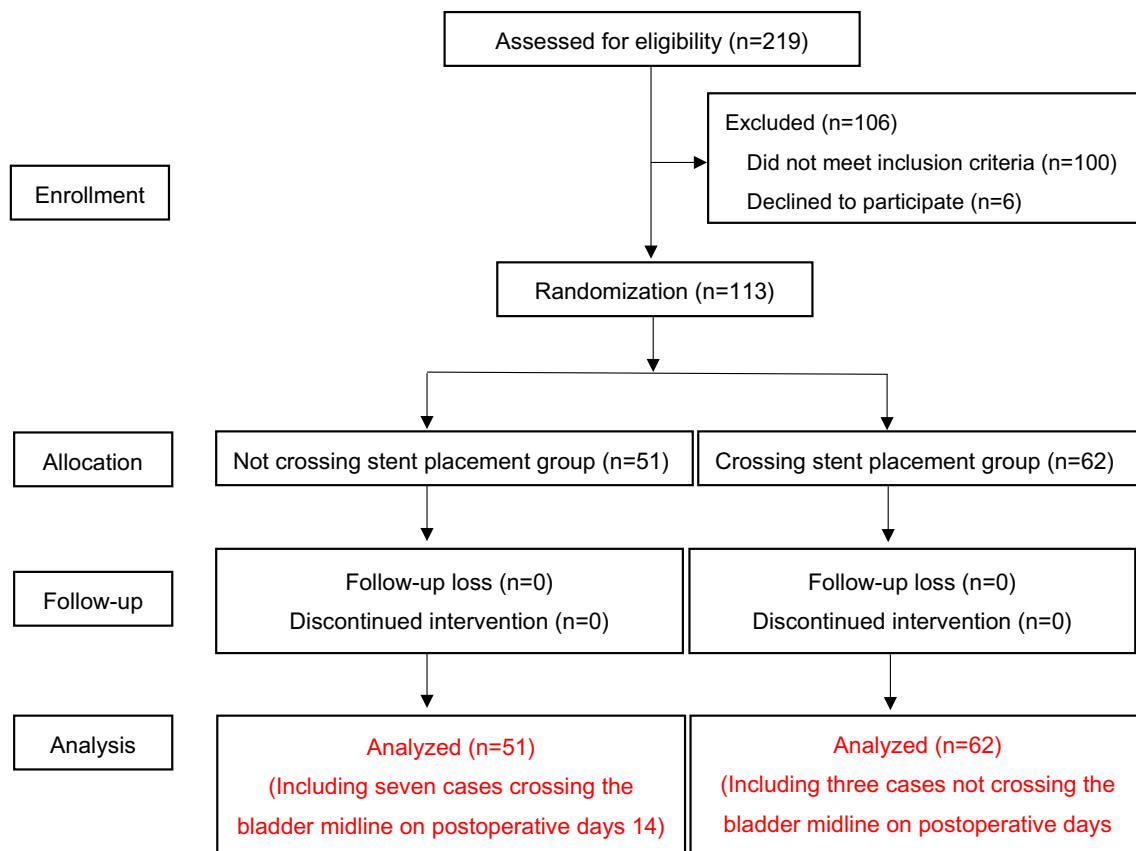 Assessed for eligibility (n=219)
Excluded (n=106)
Did not meet inclusion criteria (n=100)
Declined to participate (n=6)
Enrollment
Randomization (n=113)
Allocation
Not crossing stent placement group (n=51)
Crossing stent placement group (n=62)
Follow-up
Follow-up loss (n=0)
Discontinued intervention (n=0)
Follow-up loss (n=0)
Discontinued intervention (n=0)
Analysis
Analyzed (n=51)
(Including seven cases crossing the
bladder midline on postoperative days 14)
Analyzed (n=62)
(Including three cases not crossing the
bladder midline on postoperative days